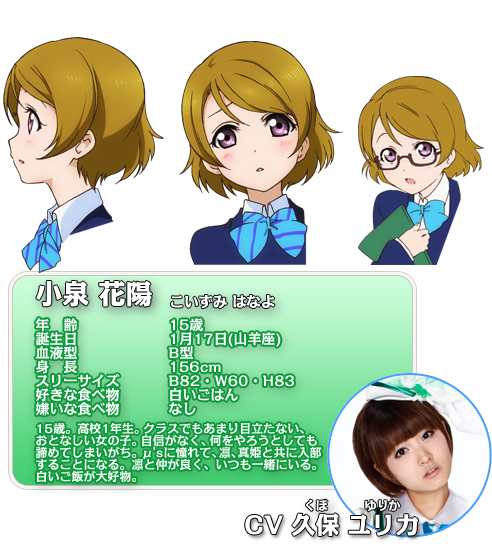 小泉 花陽 こいずみ はなよ
年　齢 15歳
誕生日 1月17日(山羊座)
血液型 B型
身　長 156cm
スリーサイズ B82・W60・H83
好きな食べ物 白いごはん
嫌いな食べ物 なし
15歳。高校1年生。クラスでもあまり目立たない、
おとなしい女の子。自信がなく、何をやろうとしても
諦めてしまいがち。μ'sに憧れて、凛、真姫と共に入部
することになる。凛と仲が良く、いつも一緒にいる。
白いご飯が大好物。
くぼ ゆりか
CV 久保 ユリカ